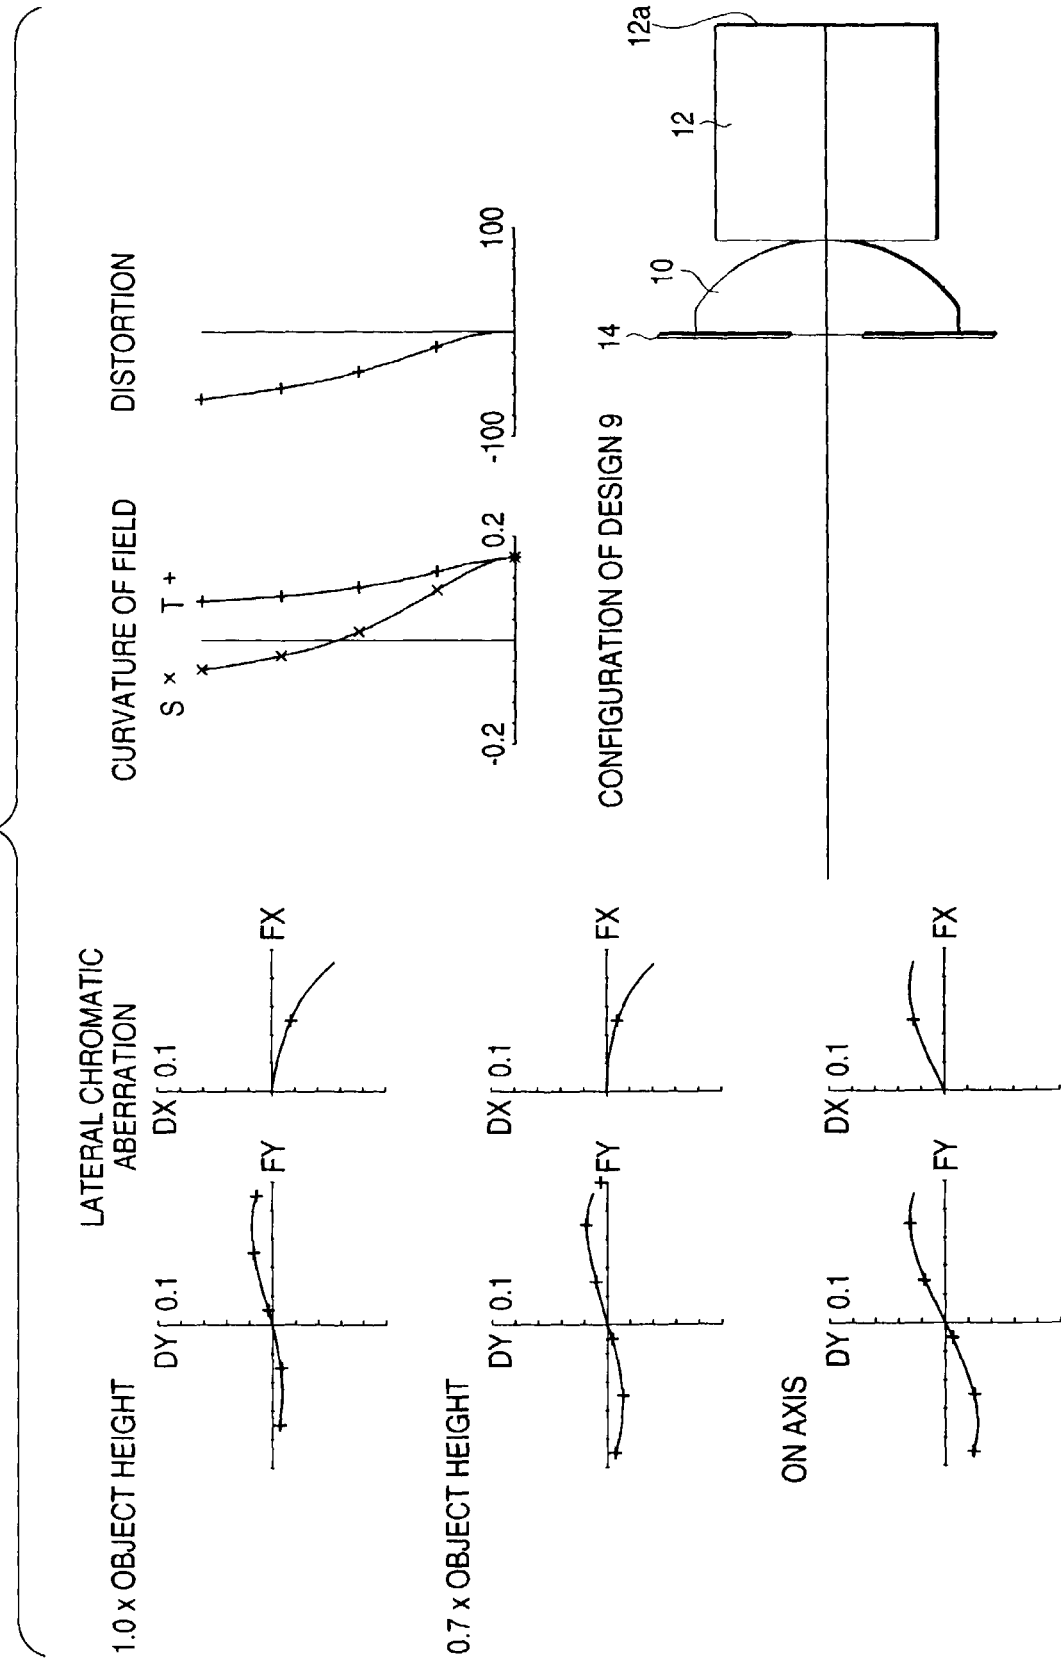 LATERAL CHROMATIC
ABERRATION
1.0 x OBJECT HEIGHT
DY 0.1
FY
DX 0.1
FX
0.7 x OBJECT HEIGHT
DY 0.1
FY
DX 0.1
FX
ON AXIS
DY 0.1
FY
DX 0.1
FX
CURVATURE OF FIELD
S × T +
-0.2 0.2
DISTORTION
-100 100
CONFIGURATION OF DESIGN 9
14
10
12
12a